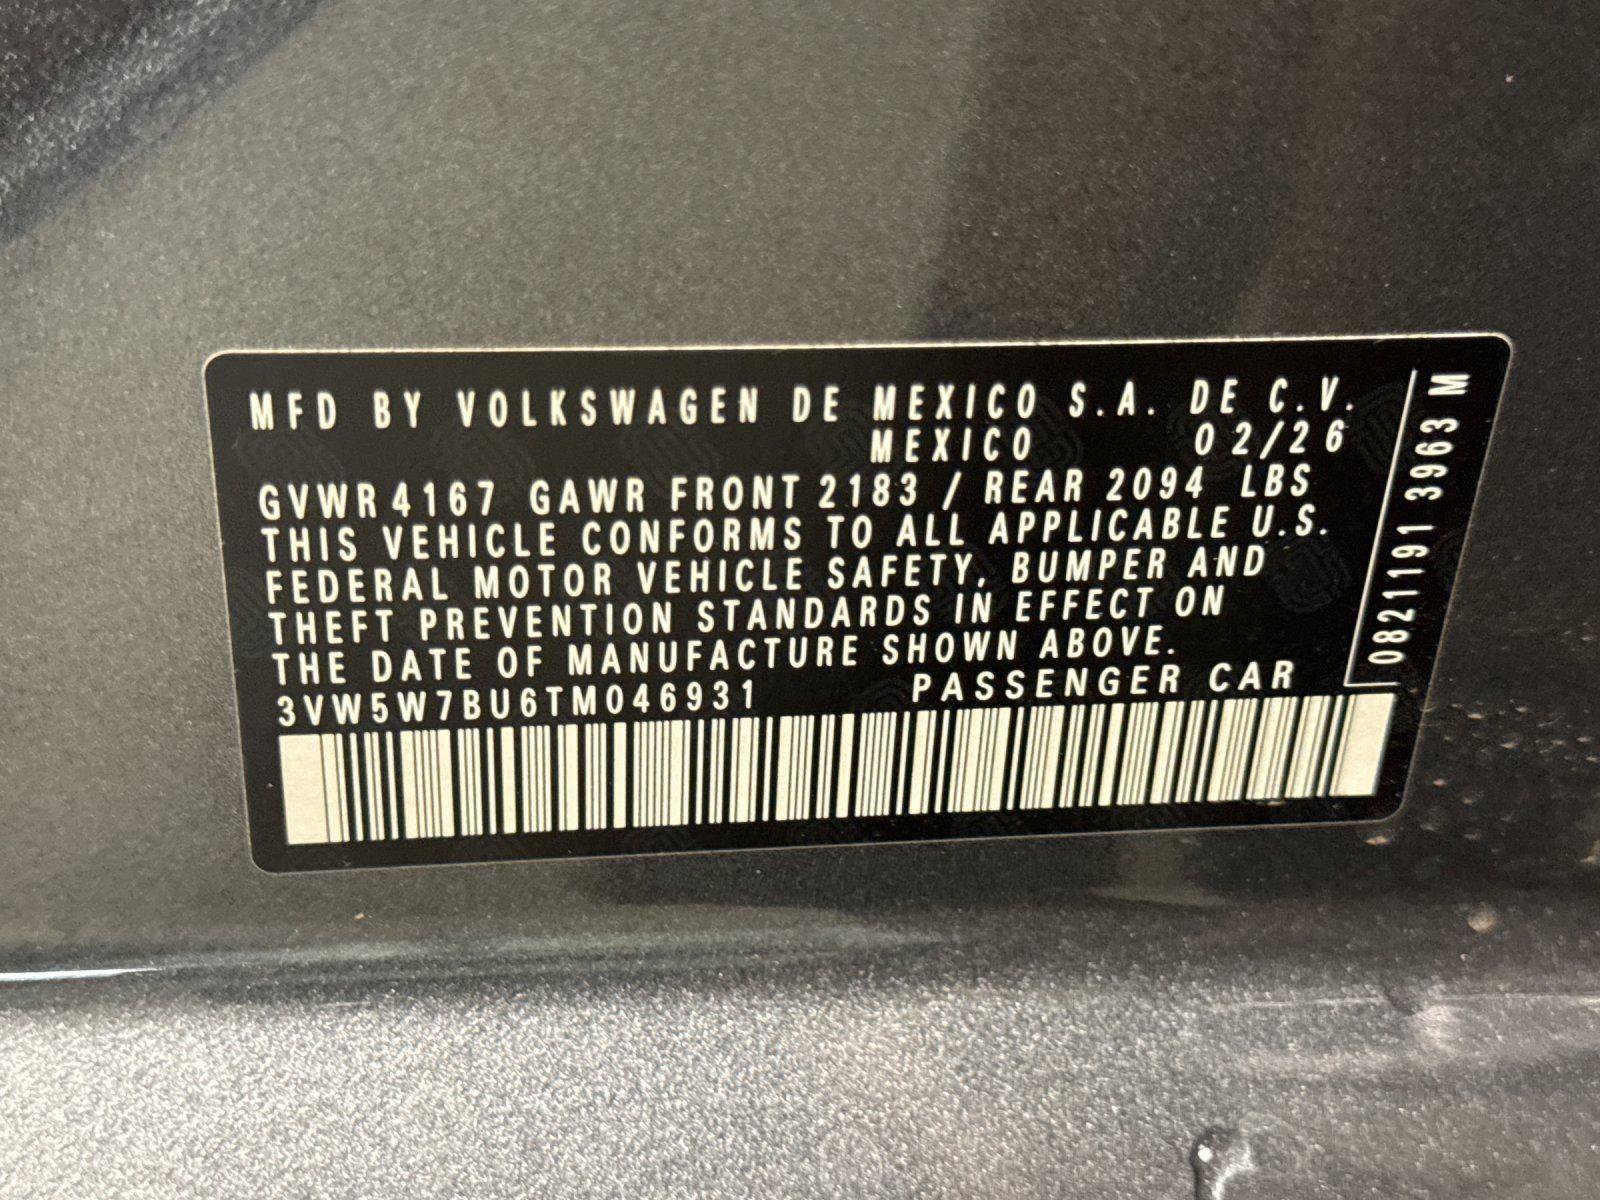 MFD BY VOLKSWAGEN DE MEXICO S.A. DE C.V.
MEXICO 02/26
GVWR 4167 GAWR FRONT 2183 / REAR 2094 LBS
THIS VEHICLE CONFORMS TO ALL APPLICABLE U.S.
FEDERAL MOTOR VEHICLE SAFETY, BUMPER AND
THEFT PREVENTION STANDARDS IN EFFECT ON
THE DATE OF MANUFACTURE SHOWN ABOVE.
3VW5W7BU6TM046931 PASSENGER CAR
0821191 3963 M